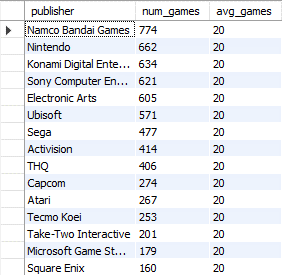 publisher num_games avg_games
Namco Bandai Games 774 20
Nintendo 662 20
Konami Digital Ente... 634 20
Sony Computer En... 621 20
Electronic Arts 605 20
Ubisoft 571 20
Sega 477 20
Activision 414 20
THQ 406 20
Capcom 274 20
Atari 267 20
Tecmo Koei 253 20
Take-Two Interactive 201 20
Microsoft Game St... 179 20
Square Enix 160 20